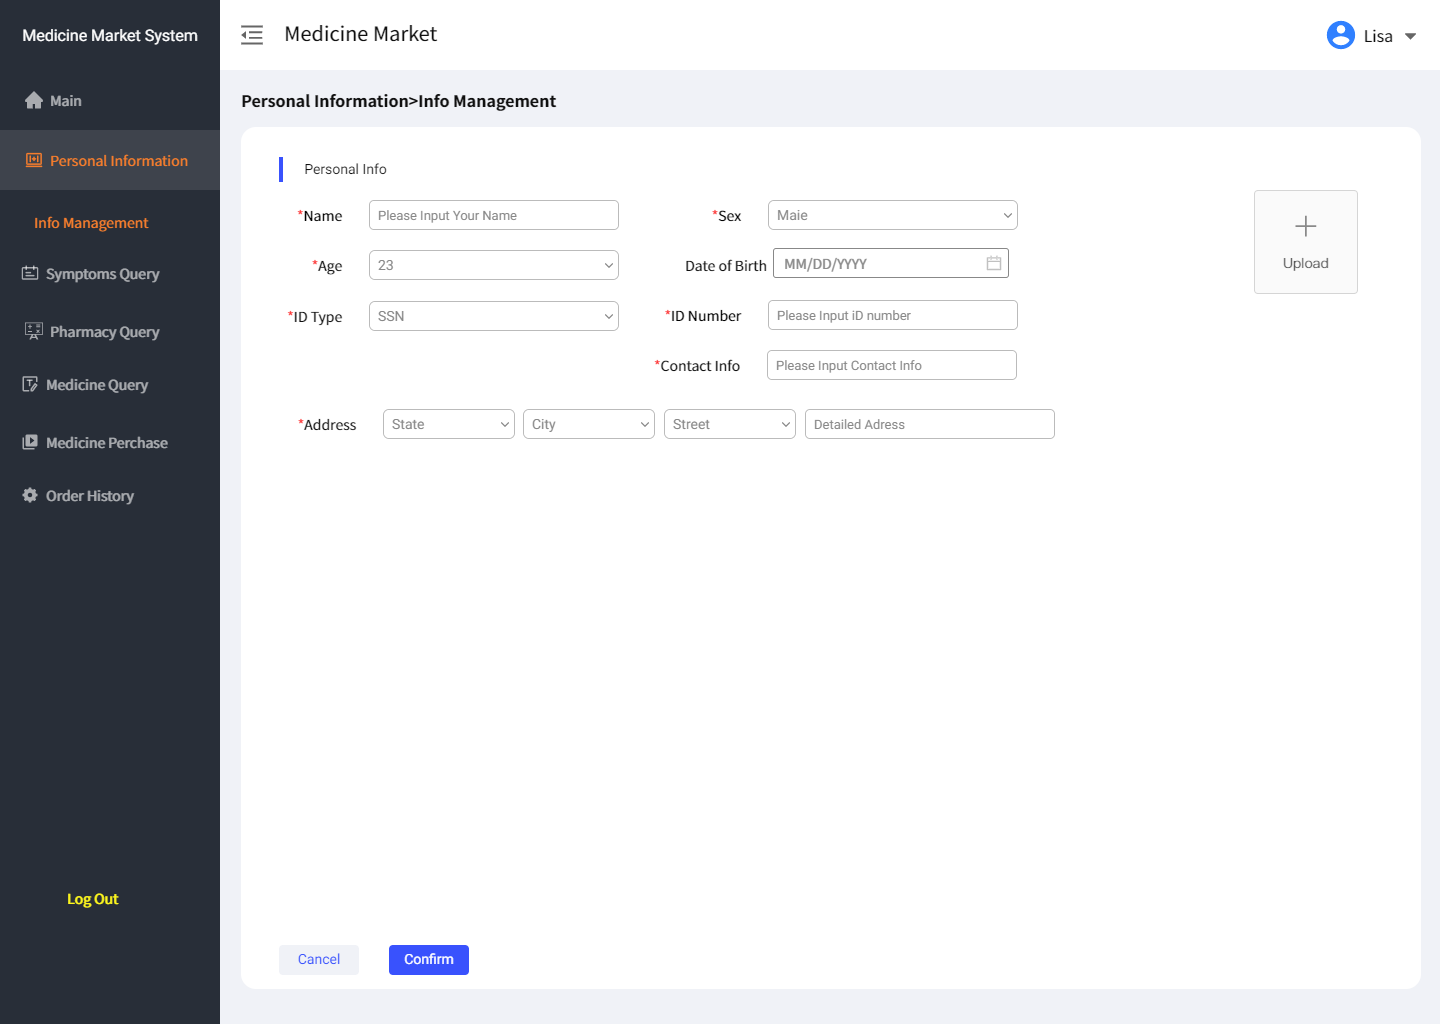 Medicine Market System
Medicine Market
Lisa
Main
Personal Information
Info Management
Symptoms Query
Pharmacy Query
Medicine Query
Medicine Perchase
Order History
Log Out
Personal Information>Info Management
Personal Info
*Name Please Input Your Name *Sex Maie
*Age 23 Date of Birth MM/DD/YYYY
Upload
*ID Type SSN *ID Number Please Input iD number
*Contact Info Please Input Contact Info
*Address State City Street Detailed Adress
Cancel Confirm